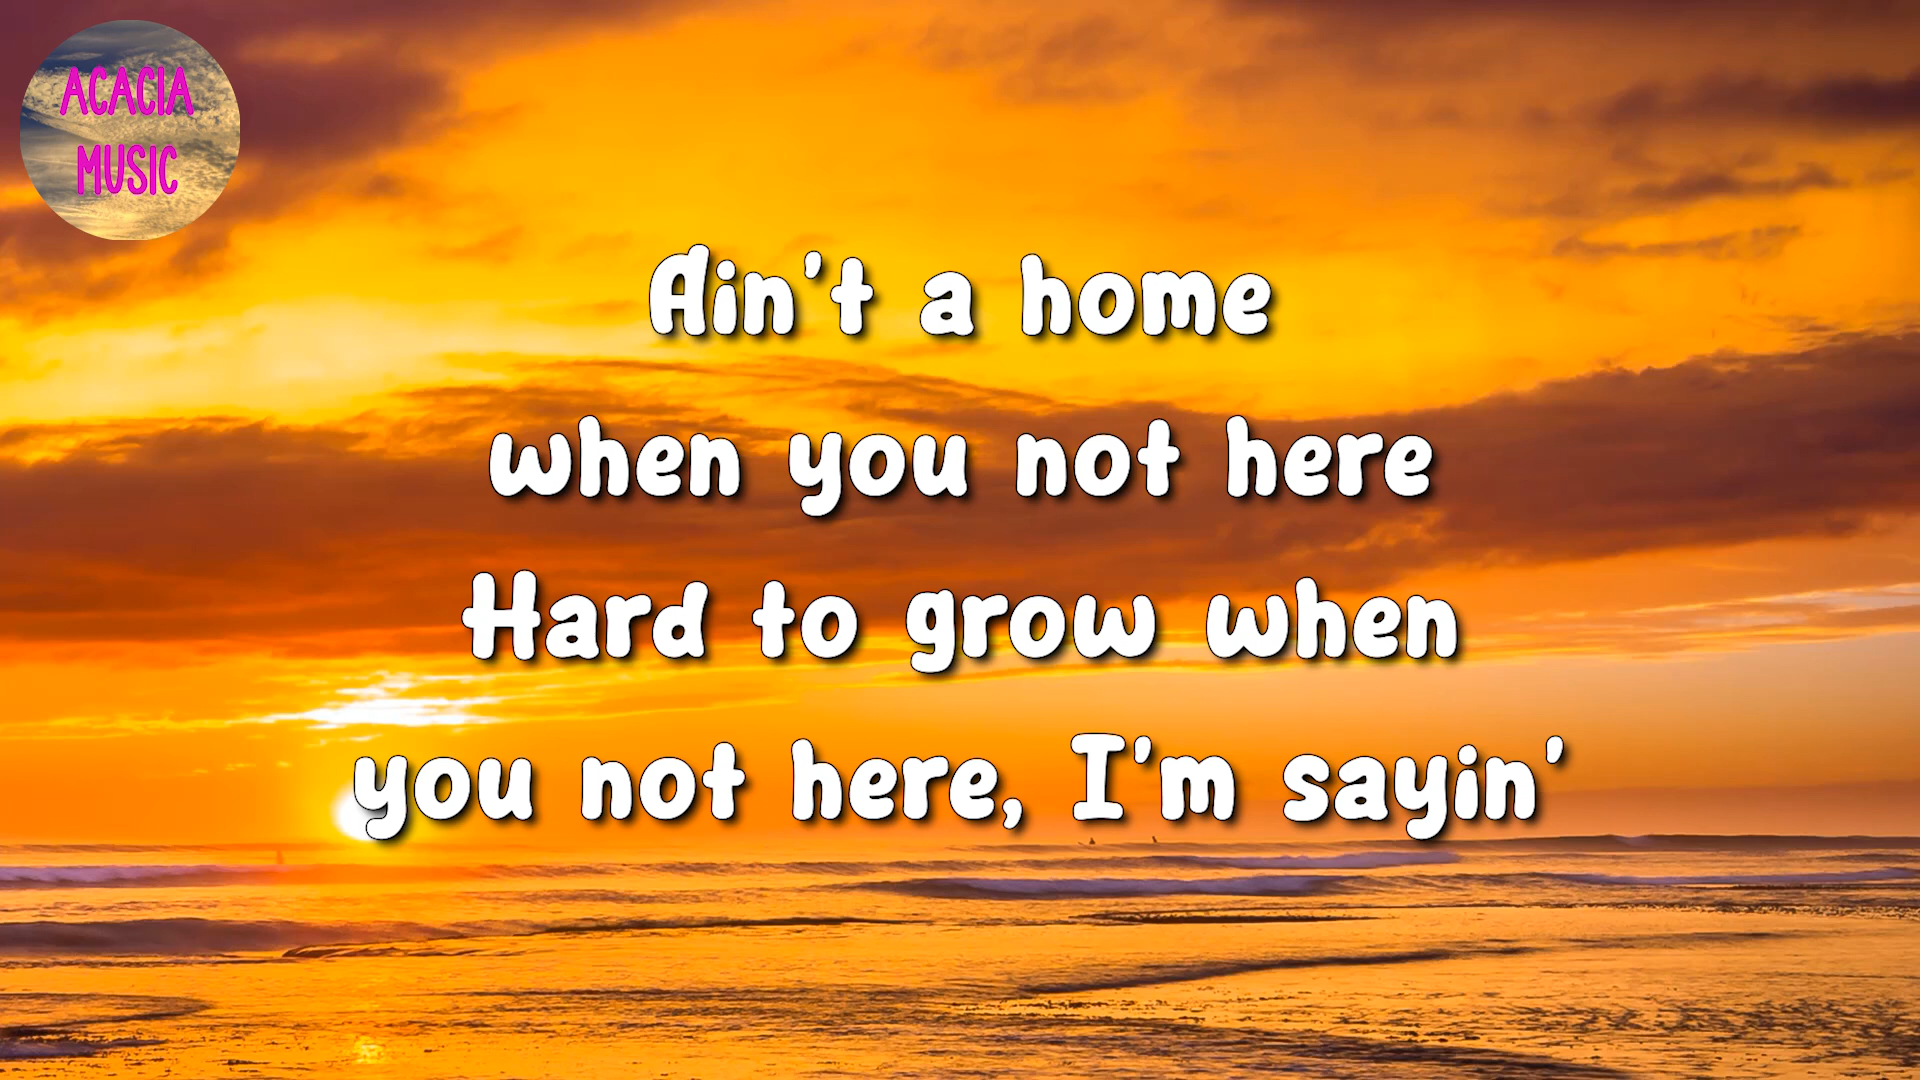 ACACIA
MUSIC
Ain't a home
when you not here
Hard to grow when
you not here, I'm sayin'